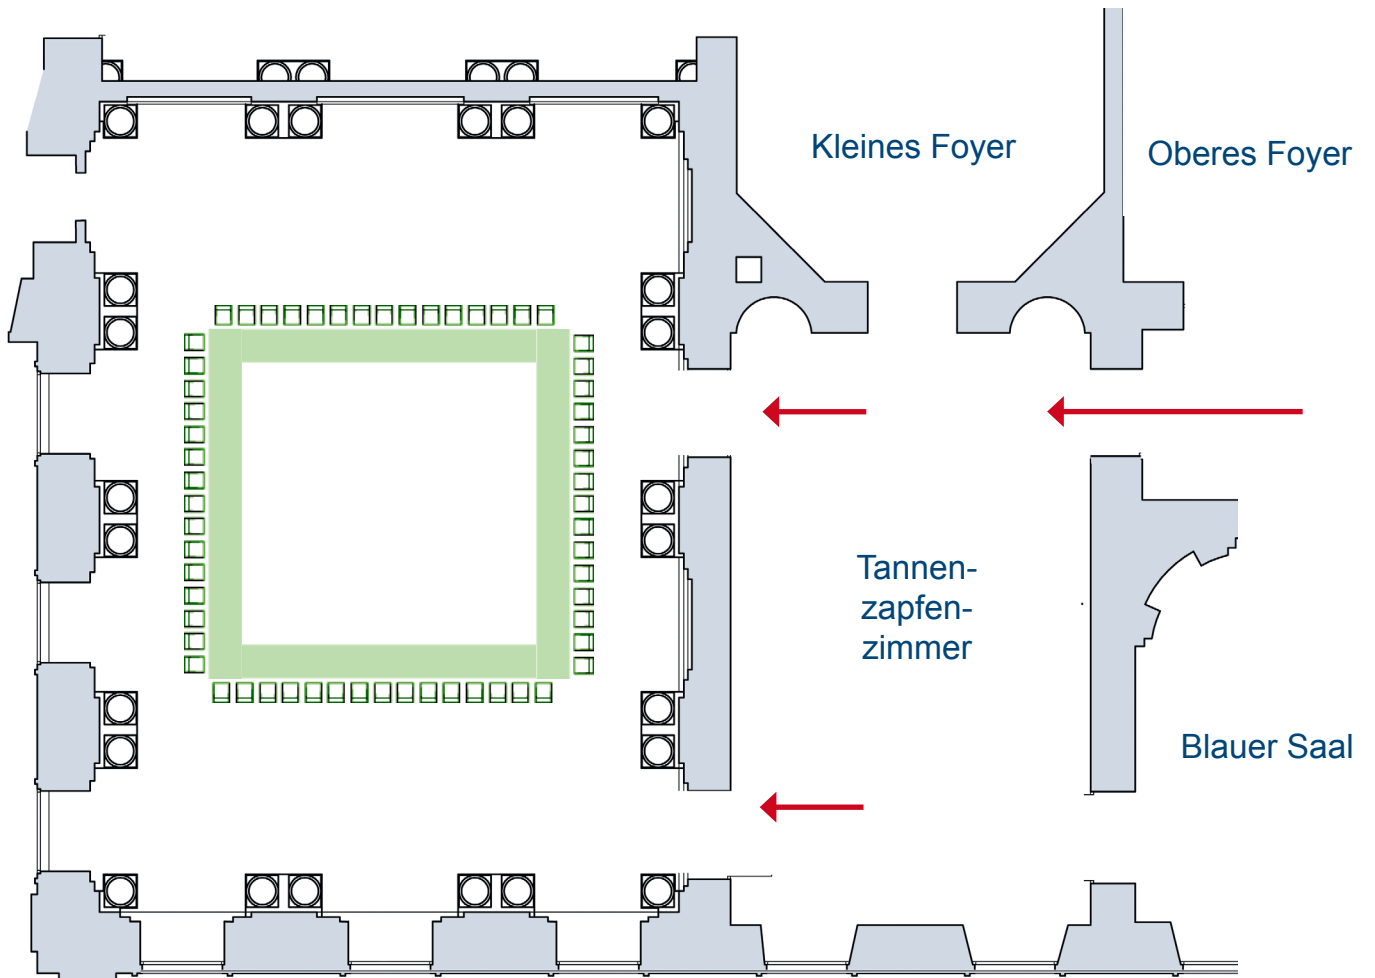 Kleines Foyer
Oberes Foyer
Tannen-
zapfen-
zimmer
Blauer Saal